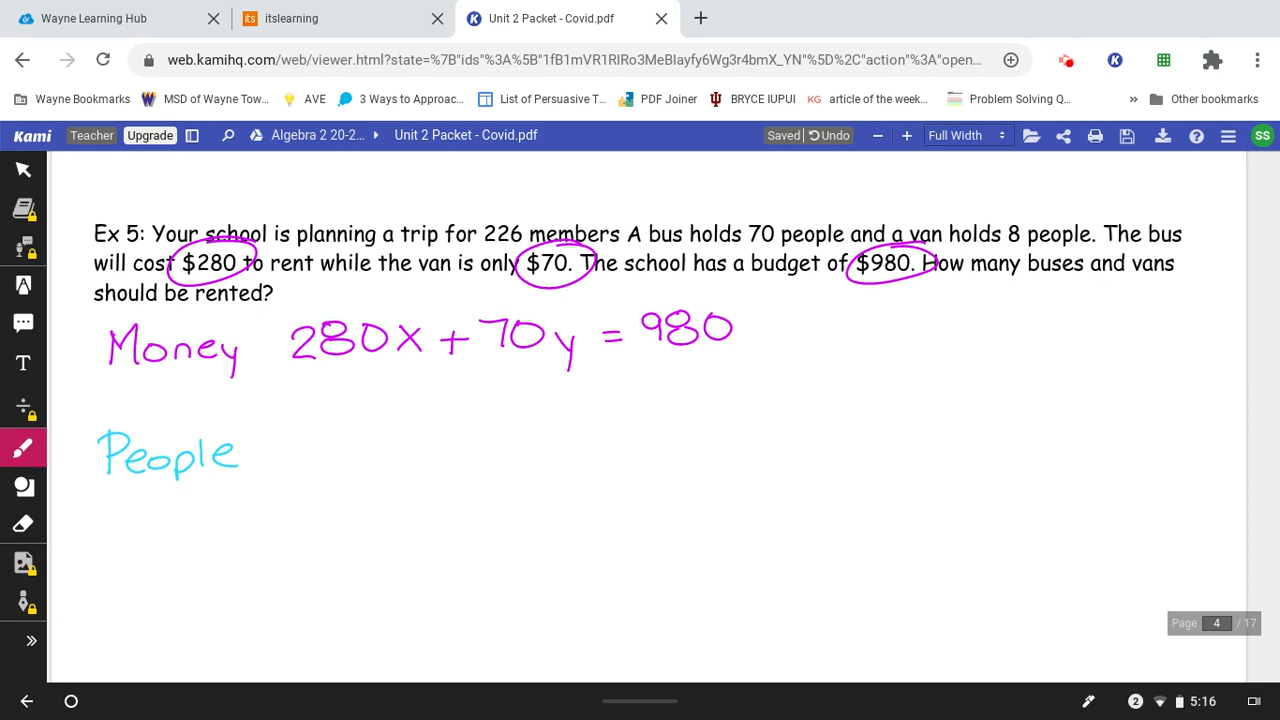 Wayne Learning Hub
itslearning
Unit 2 Packet - Covid.pdf
web.kamihq.com/web/viewer.html?state=%7B"ids"%3A%5B"1fB1mVR1RIRo3MeBIayfy6Wg3r4bmX_YN"%5D%2C"action"%3A"open...
Wayne Bookmarks
MSD of Wayne Tow...
AVE
3 Ways to Approac...
List of Persuasive T...
PDF Joiner
BRYCE IUPUI
KG article of the week...
Problem Solving Q...
»
Other bookmarks
Kami Teacher Upgrade
Algebra 2 20-2... Unit 2 Packet - Covid.pdf
Saved Undo
Full Width
SS
Ex 5: Your school is planning a trip for 226 members A bus holds 70 people and a van holds 8 people. The bus
will cost $280 to rent while the van is only $70. The school has a budget of $980. How many buses and vans
should be rented?
Money 280x + 70y = 980
People
Page 4 / 17
2 5:16